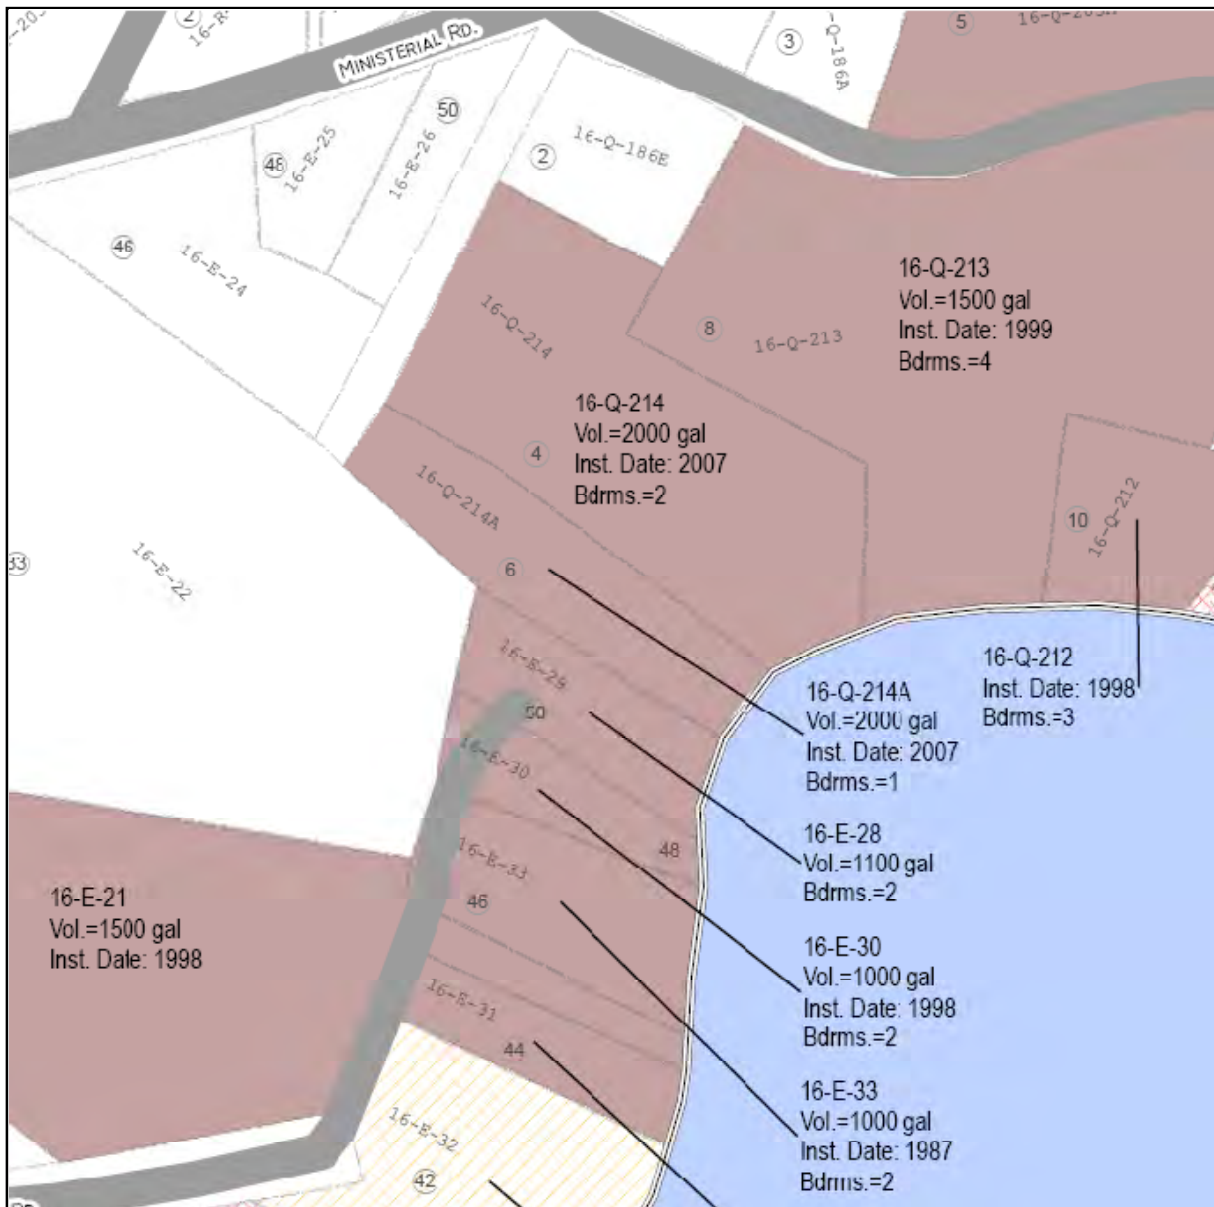 MINISTERIAL RD.
3
5
50
48
16-E-25
16-E-26
2
16-Q-186E
46
16-E-24
16-Q-214
8
16-Q-213
16-Q-213
Vol.=1500 gal
Inst. Date: 1999
Bdrms.=4
16-Q-214
Vol.=2000 gal
Inst. Date: 2007
Bdrms.=2
4
16-Q-214A
10
16-Q-212
6
16-E-22
16-Q-212
Inst. Date: 1998
Bdrms.=3
16-Q-214A
Vol.=2000 gal
Inst. Date: 2007
Bdrms.=1
50
16-E-30
16-E-28
Vol.=1100 gal
Bdrms.=2
48
16-E-33
46
16-E-21
Vol.=1500 gal
Inst. Date: 1998
16-E-30
Vol.=1000 gal
Inst. Date: 1998
Bdrms.=2
16-E-31
44
16-E-33
Vol.=1000 gal
Inst. Date: 1987
Bdrms.=2
16-E-32
42